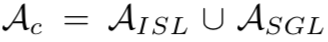 𝒜_c = 𝒜_{ISL} ∪ 𝒜_{SGL}